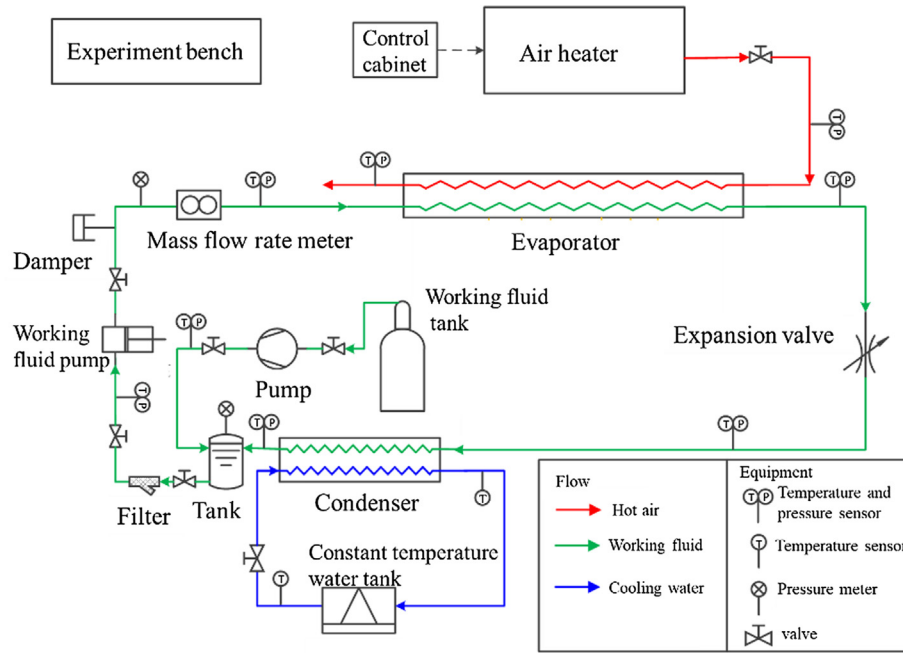 Experiment bench
Control
cabinet
Air heater
T P
T P
T P
T P
Mass flow rate meter
Evaporator
Damper
Working
fluid pump
T P
Working fluid
tank
Expansion valve
Pump
T P
T P
T P
Filter
Tank
Condenser
T
Constant temperature
water tank
T
Flow
Hot air
Working fluid
Cooling water
Equipment
T P
Temperature and
pressure sensor
T
Temperature sensor
Pressure meter
valve